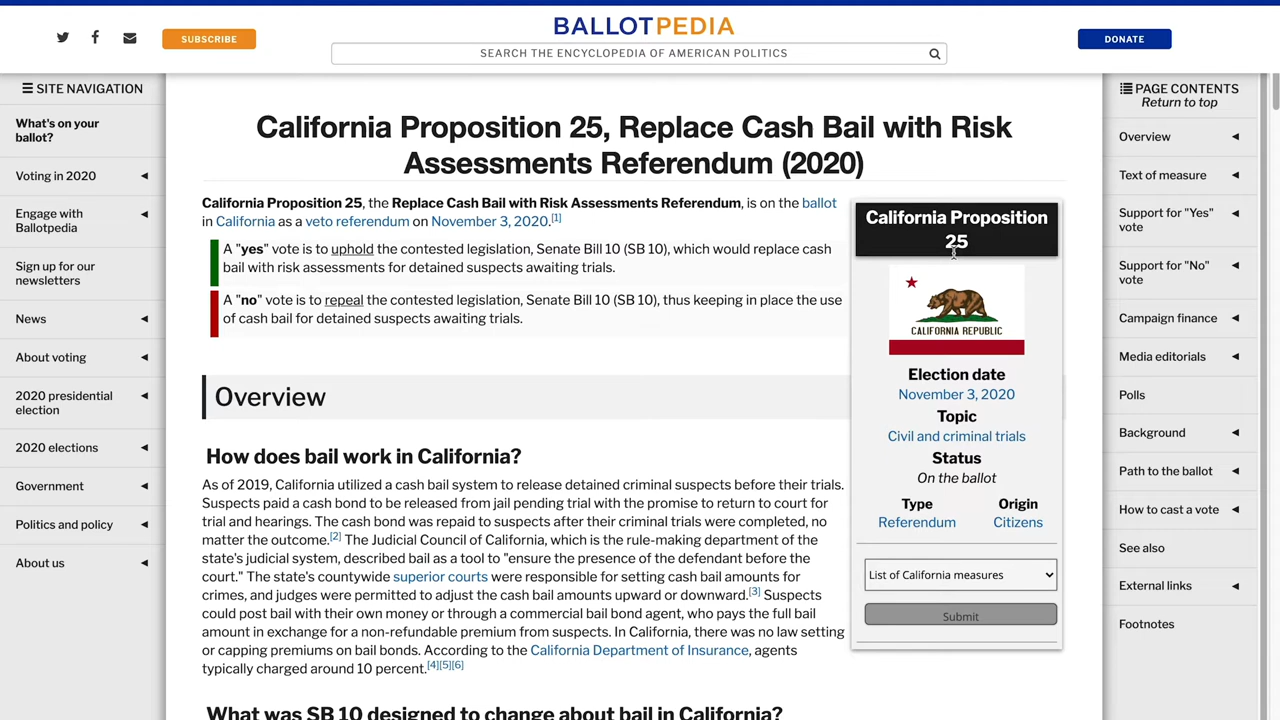 BALLOTPEDIA
SUBSCRIBE
SEARCH THE ENCYCLOPEDIA OF AMERICAN POLITICS
DONATE
SITE NAVIGATION
What's on your
ballot?
Voting in 2020
Engage with
Ballotpedia
Sign up for our
newsletters
News
About voting
2020 presidential
election
2020 elections
Government
Politics and policy
About us
California Proposition 25, Replace Cash Bail with Risk
Assessments Referendum (2020)
California Proposition 25, the Replace Cash Bail with Risk Assessments Referendum, is on the ballot
in California as a veto referendum on November 3, 2020.[1]
A "yes" vote is to uphold the contested legislation, Senate Bill 10 (SB 10), which would replace cash
bail with risk assessments for detained suspects awaiting trials.
A "no" vote is to repeal the contested legislation, Senate Bill 10 (SB 10), thus keeping in place the use
of cash bail for detained suspects awaiting trials.
Overview
How does bail work in California?
As of 2019, California utilized a cash bail system to release detained criminal suspects before their trials.
Suspects paid a cash bond to be released from jail pending trial with the promise to return to court for
trial and hearings. The cash bond was repaid to suspects after their criminal trials were completed, no
matter the outcome.[2] The Judicial Council of California, which is the rule-making department of the
state's judicial system, described bail as a tool to "ensure the presence of the defendant before the
court." The state's countywide superior courts were responsible for setting cash bail amounts for
crimes, and judges were permitted to adjust the cash bail amounts upward or downward.[3] Suspects
could post bail with their own money or through a commercial bail bond agent, who pays the full bail
amount in exchange for a non-refundable premium from suspects. In California, there was no law setting
or capping premiums on bail bonds. According to the California Department of Insurance, agents
typically charged around 10 percent.[4][5][6]
What was SB 10 designed to change about bail in California?
California Proposition
25
CALIFORNIA REPUBLIC
Election date
November 3, 2020
Topic
Civil and criminal trials
Status
On the ballot
Type Origin
Referendum Citizens
List of California measures
Submit
PAGE CONTENTS
Return to top
Overview
Text of measure
Support for "Yes"
vote
Support for "No"
vote
Campaign finance
Media editorials
Polls
Background
Path to the ballot
How to cast a vote
See also
External links
Footnotes